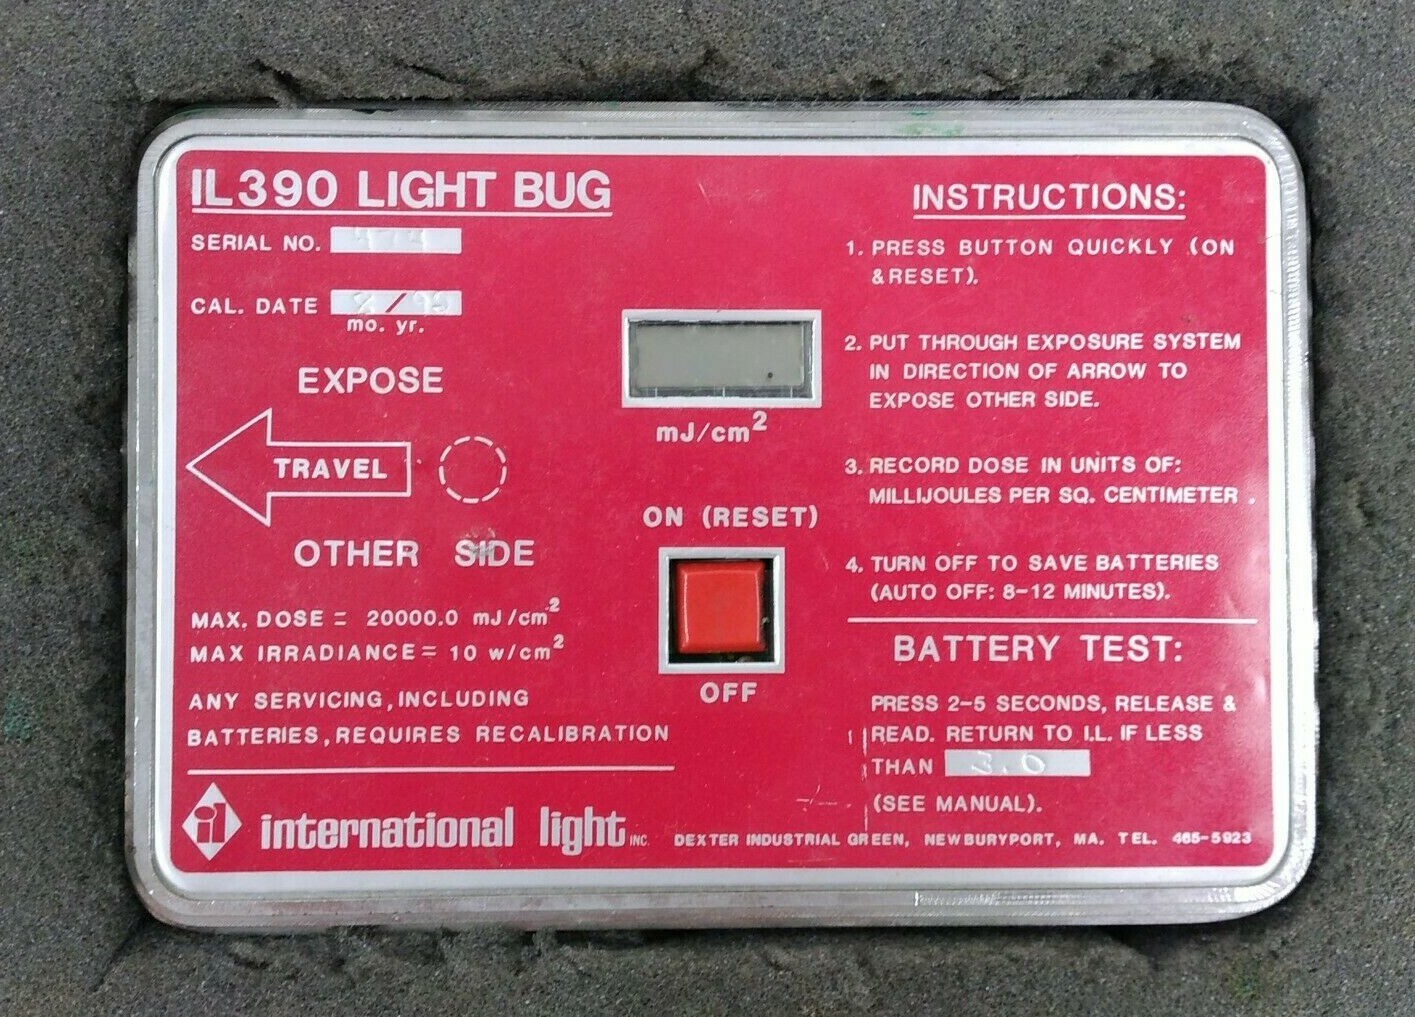 IL390 LIGHT BUG
SERIAL NO.
CAL. DATE /
mo. yr.
EXPOSE
TRAVEL
OTHER SIDE
MAX. DOSE = 20000.0 mJ/cm²
MAX IRRADIANCE = 10 w/cm²
ANY SERVICING, INCLUDING
BATTERIES, REQUIRES RECALIBRATION
international light INC.
mJ/cm²
ON (RESET)
OFF
INSTRUCTIONS:
1. PRESS BUTTON QUICKLY (ON
& RESET).
2. PUT THROUGH EXPOSURE SYSTEM
IN DIRECTION OF ARROW TO
EXPOSE OTHER SIDE.
3. RECORD DOSE IN UNITS OF:
MILLIJOULES PER SQ. CENTIMETER.
4. TURN OFF TO SAVE BATTERIES
(AUTO OFF: 8-12 MINUTES).
BATTERY TEST:
PRESS 2-5 SECONDS, RELEASE &
READ. RETURN TO I.L. IF LESS
THAN 3.0
(SEE MANUAL).
DEXTER INDUSTRIAL GREEN, NEWBURYPORT, MA. TEL. 465-5923